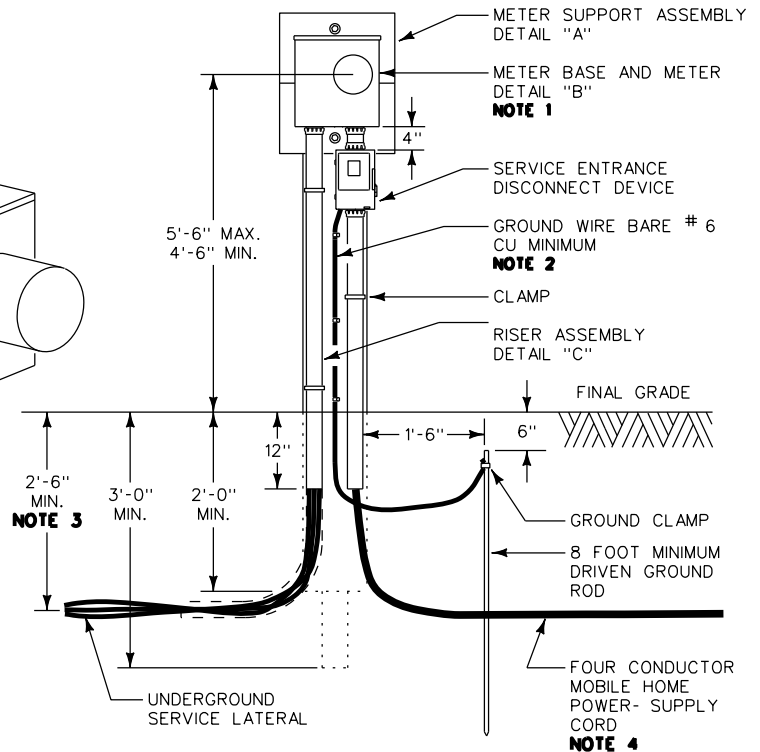 METER SUPPORT ASSEMBLY
DETAIL "A"
METER BASE AND METER
DETAIL "B"
NOTE 1
4"
SERVICE ENTRANCE
DISCONNECT DEVICE
5'-6" MAX.
4'-6" MIN.
GROUND WIRE BARE # 6
CU MINIMUM
NOTE 2
CLAMP
RISER ASSEMBLY
DETAIL "C"
FINAL GRADE
1'-6"
6"
12"
2'-6"
MIN.
NOTE 3
3'-0"
MIN.
2'-0"
MIN.
GROUND CLAMP
8 FOOT MINIMUM
DRIVEN GROUND
ROD
UNDERGROUND
SERVICE LATERAL
FOUR CONDUCTOR
MOBILE HOME
POWER- SUPPLY
CORD
NOTE 4